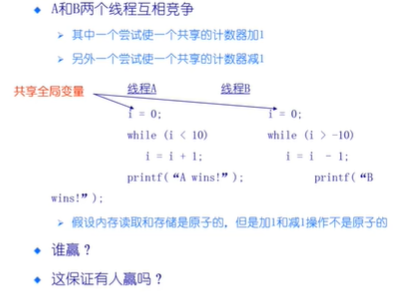 A和B两个线程互相竞争
其中一个尝试使一个共享的计数器加1
另外一个尝试使一个共享的计数器减1
共享全局变量 线程A 线程B
i = 0; i = 0;
while (i < 10) while (i > -10)
i = i + 1; i = i - 1;
printf(“A wins!”); printf(“B
wins!”);
假设内存读取和存储是原子的，但是加1和减1操作不是原子的
谁赢？
这保证有人赢吗？